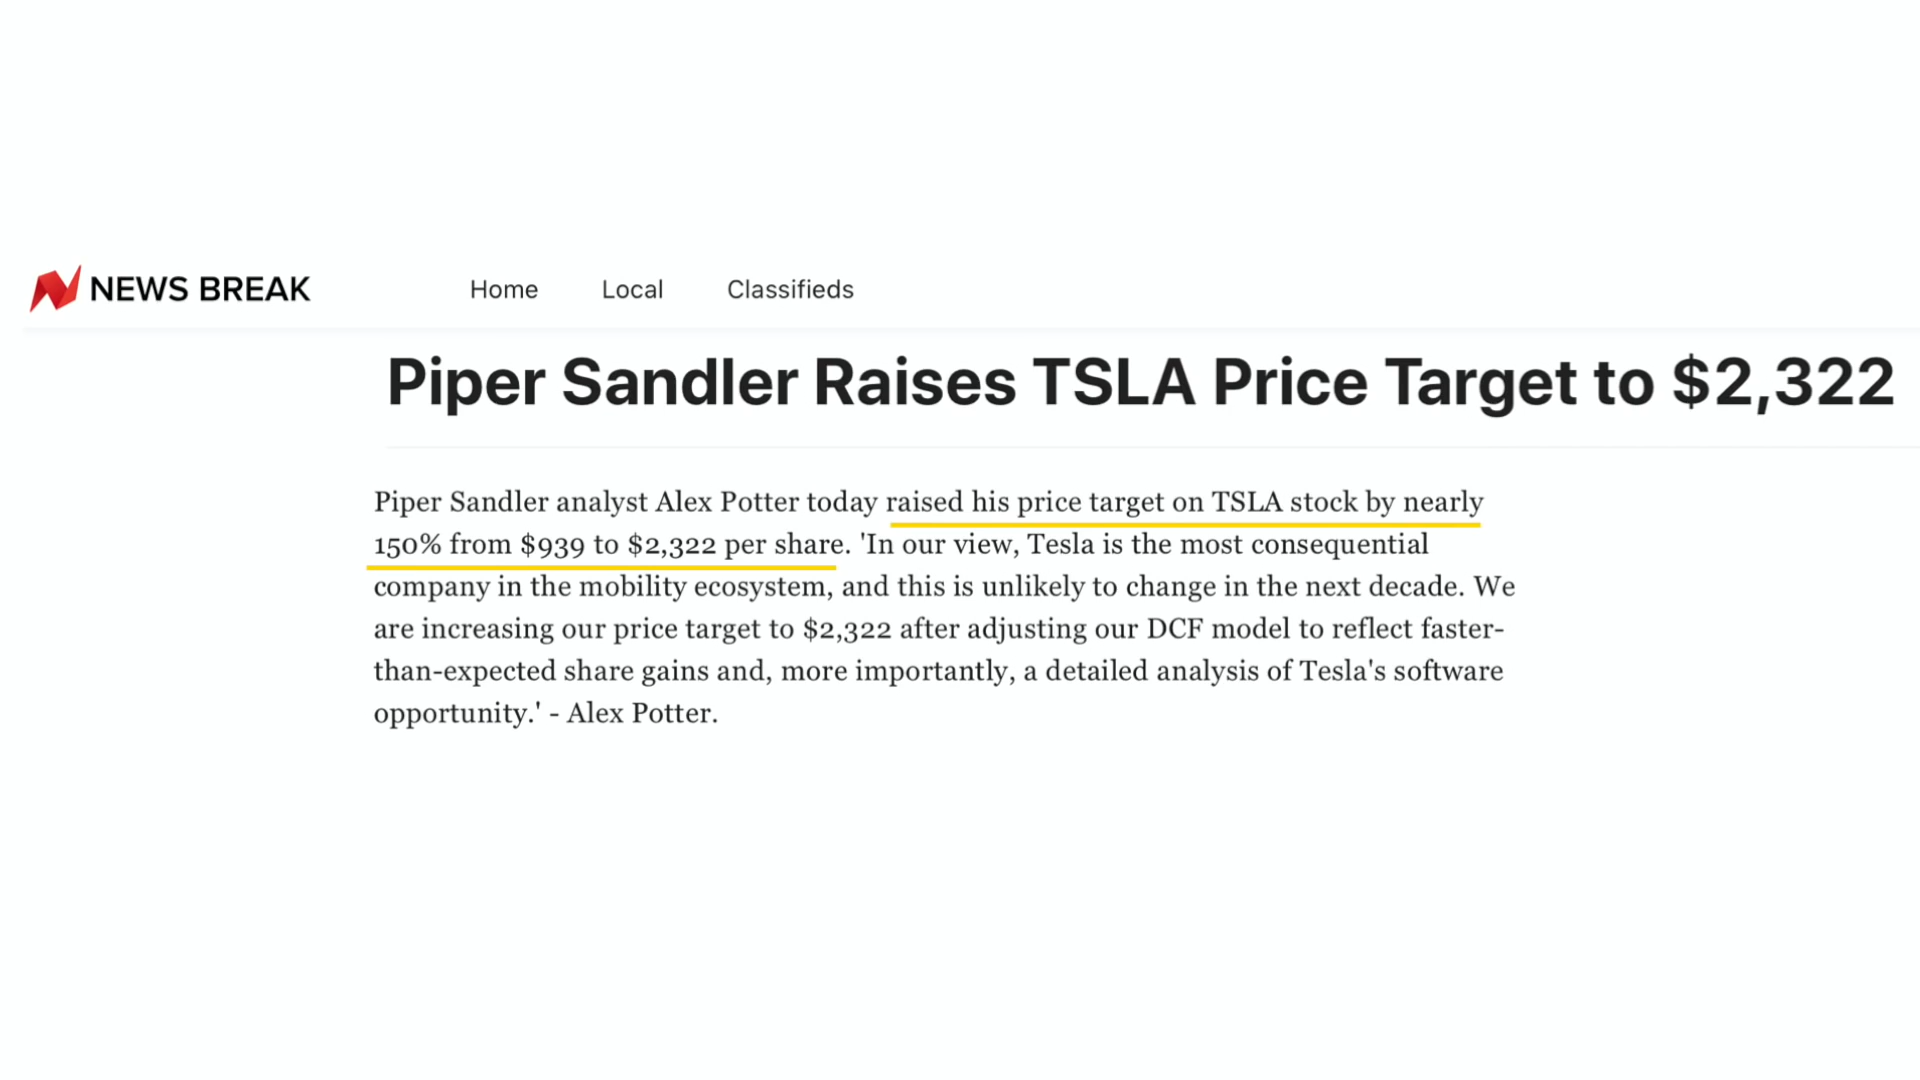 NEWS BREAK
Home Local Classifieds
Piper Sandler Raises TSLA Price Target to $2,322
Piper Sandler analyst Alex Potter today raised his price target on TSLA stock by nearly
150% from $939 to $2,322 per share. 'In our view, Tesla is the most consequential
company in the mobility ecosystem, and this is unlikely to change in the next decade. We
are increasing our price target to $2,322 after adjusting our DCF model to reflect faster-
than-expected share gains and, more importantly, a detailed analysis of Tesla's software
opportunity.' - Alex Potter.